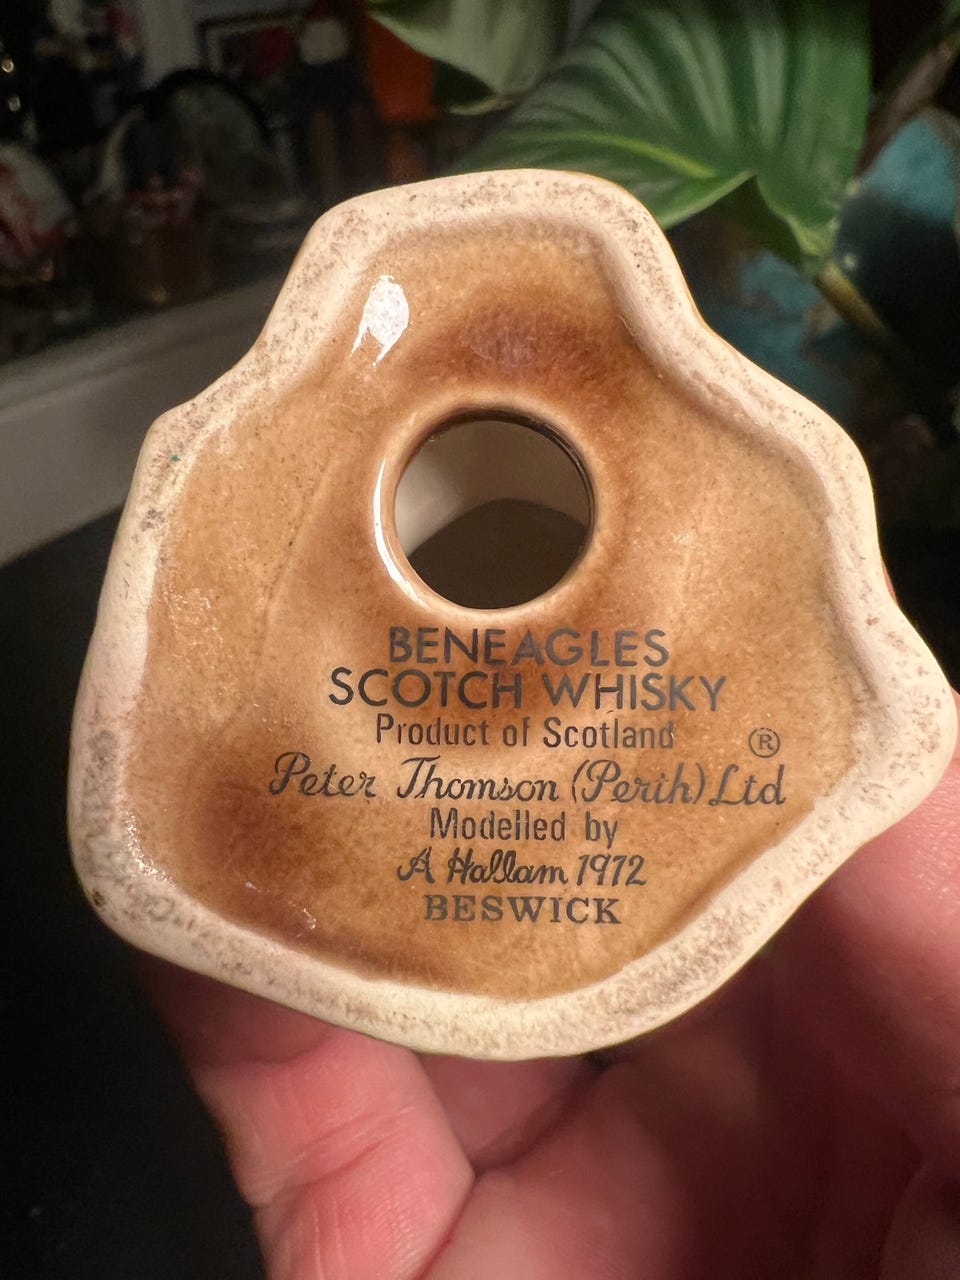 BENEAGLES
SCOTCH WHISKY
Product of Scotland
®
Peter Thomson (Perth) Ltd
Modelled by
A Hallam 1972
BESWICK